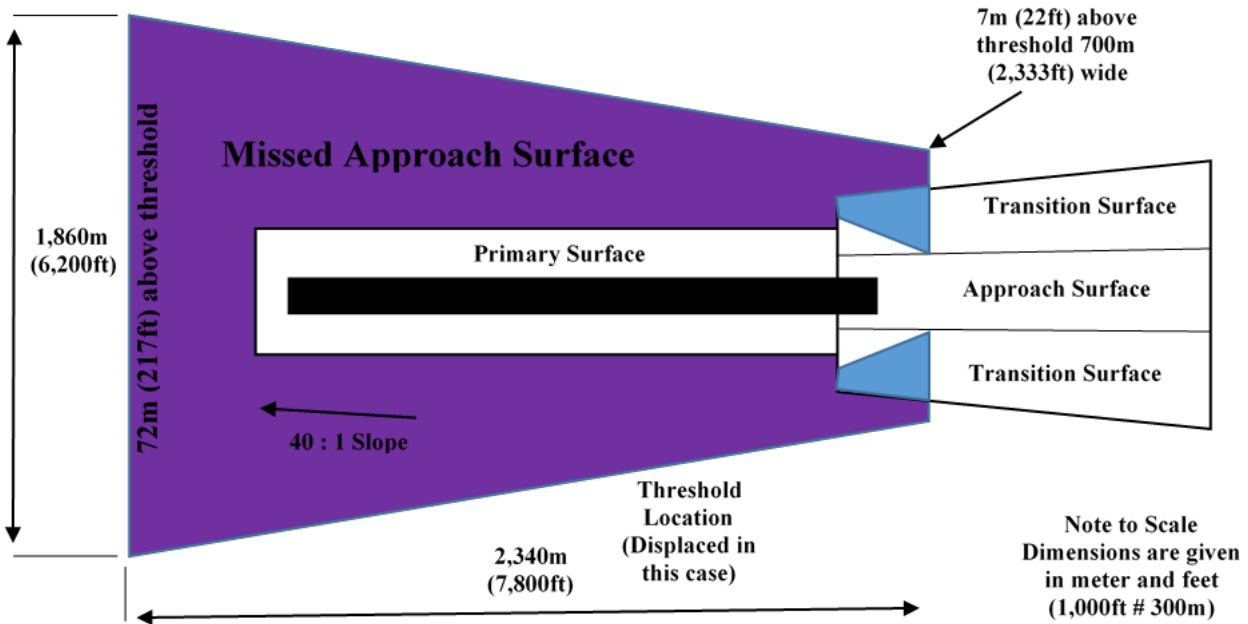 7m (22ft) above
threshold 700m
(2,333ft) wide
Missed Approach Surface
72m (217ft) above threshold
1,860m
(6,200ft)
Primary Surface
Transition Surface
Approach Surface
Transition Surface
40 : 1 Slope
Threshold
Location
(Displaced in
this case)
2,340m
(7,800ft)
Note to Scale
Dimensions are given
in meter and feet
(1,000ft # 300m)